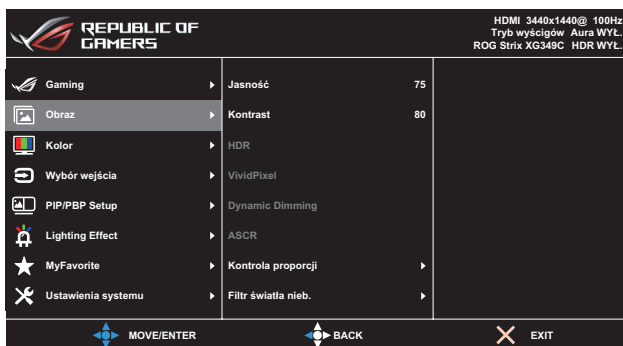 REPUBLIC OF
GAMERS
HDMI 3440x1440@ 100Hz
Tryb wyścigów Aura WYŁ.
ROG Strix XG349C HDR WYŁ.
Gaming
Obraz
Kolor
Wybór wejścia
PIP/PBP Setup
Lighting Effect
MyFavorite
Ustawienia systemu
Jasność 75
Kontrast 80
HDR
VividPixel
Dynamic Dimming
ASCR
Kontrola proporcji
Filtr światła nieb.
MOVE/ENTER
BACK
EXIT